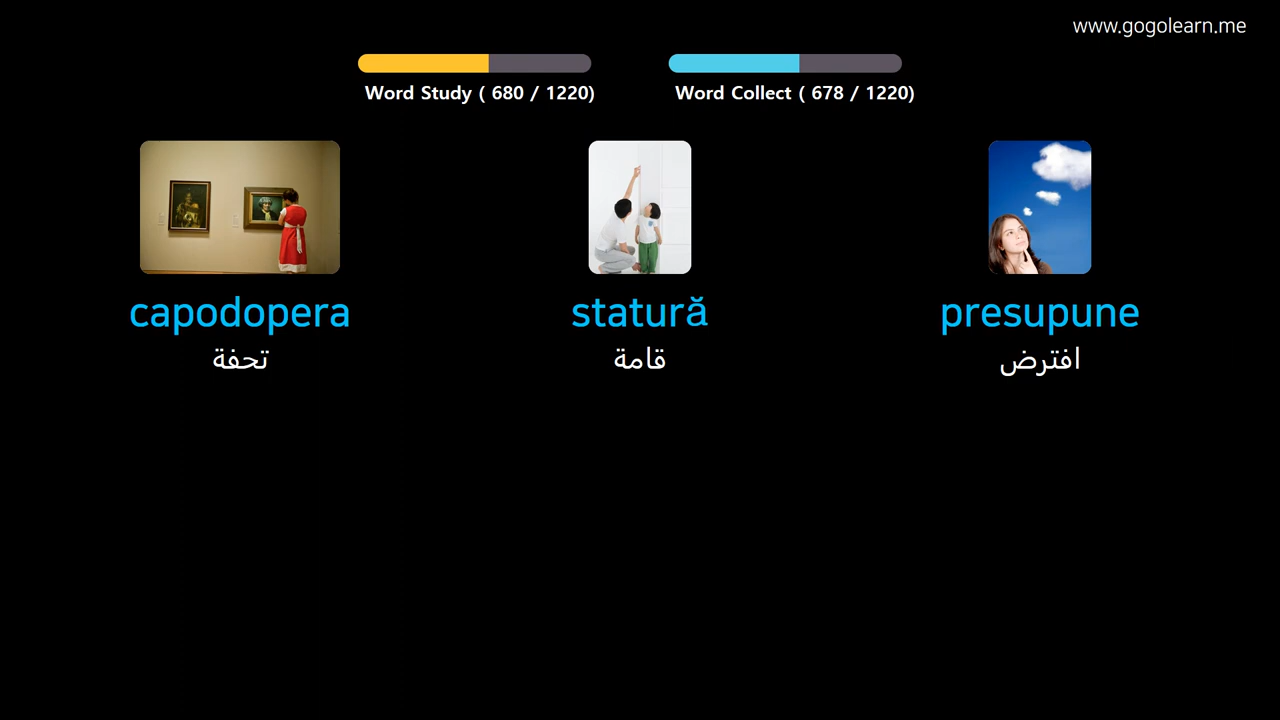 www.gogolearn.me
Word Study ( 680 / 1220)
Word Collect ( 678 / 1220)
capodopera
statură
presupune
تحفة
قامة
افترض